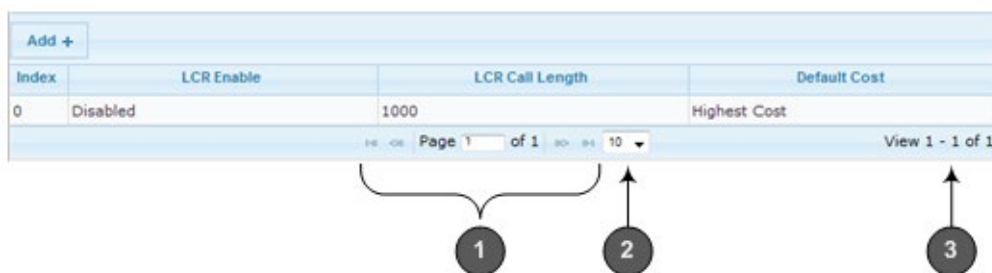 Add +
Index LCR Enable LCR Call Length Default Cost
0 Disabled 1000 Highest Cost
Page 1 of 1 10 View 1 - 1 of 1
1 2 3